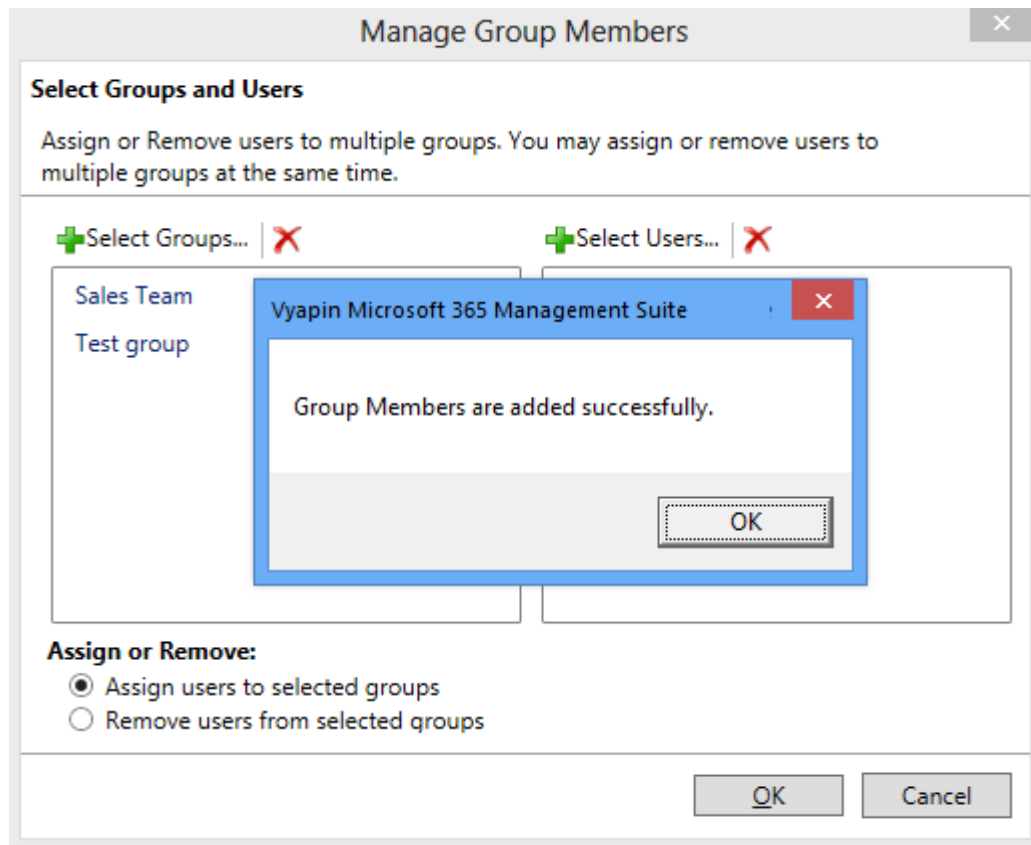 Manage Group Members
Select Groups and Users
Assign or Remove users to multiple groups. You may assign or remove users to
multiple groups at the same time.
Select Groups... Select Users...
Sales Team
Test group
Vyapin Microsoft 365 Management Suite
Group Members are added successfully.
OK
Assign or Remove:
Assign users to selected groups
Remove users from selected groups
OK Cancel